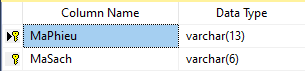 Column Name Data Type
MaPhieu varchar(13)
MaSach varchar(6)